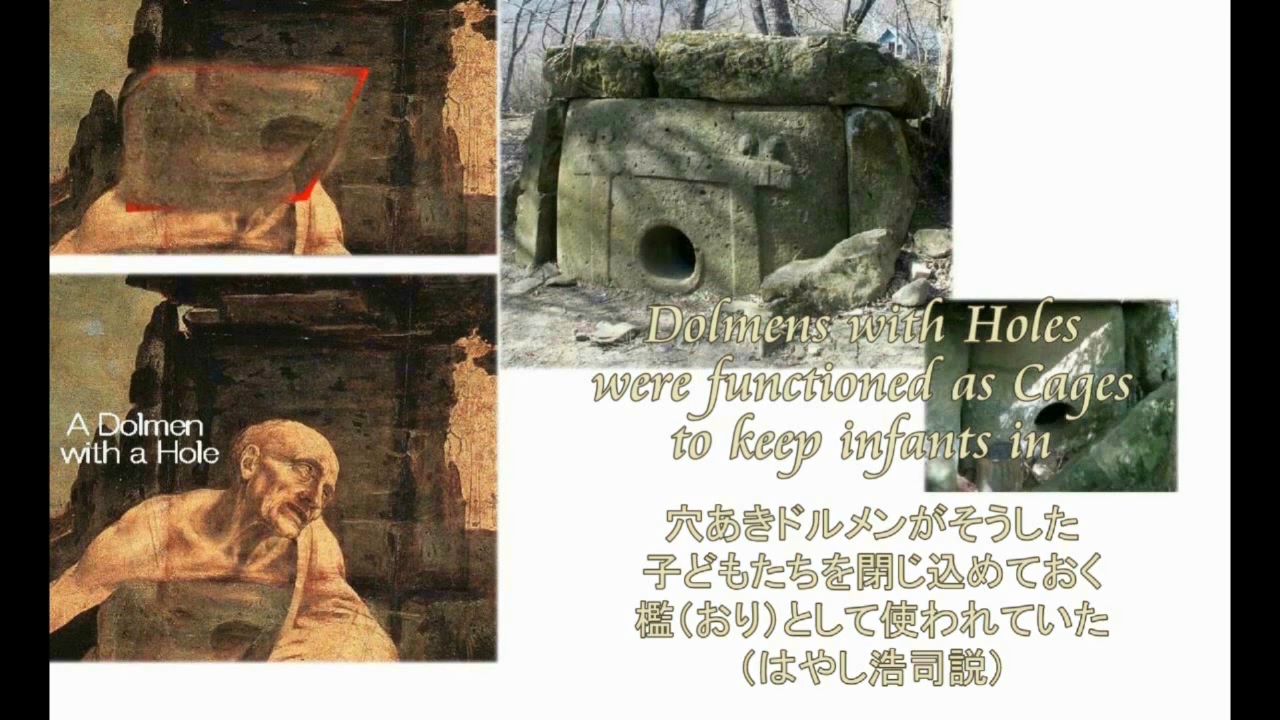 A Dolmen
with a Hole
Dolmens with Holes
were functioned as Cages
to keep infants in
穴あきドルメンがそうした
子どもたちを閉じ込めておく
檻(おり)として使われていた
(はやし浩司説)